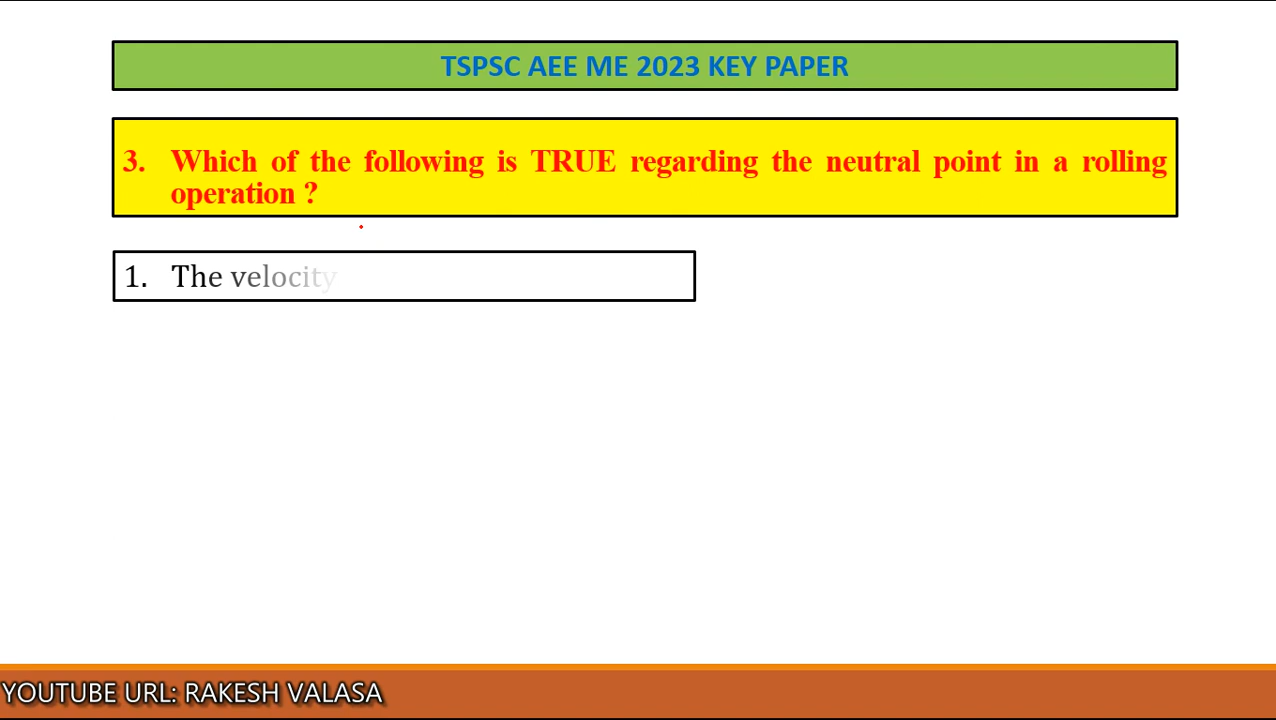 TSPSC AEE ME 2023 KEY PAPER
3. Which of the following is TRUE regarding the neutral point in a rolling
operation ?
1. The velocity
YOUTUBE URL: RAKESH VALASA